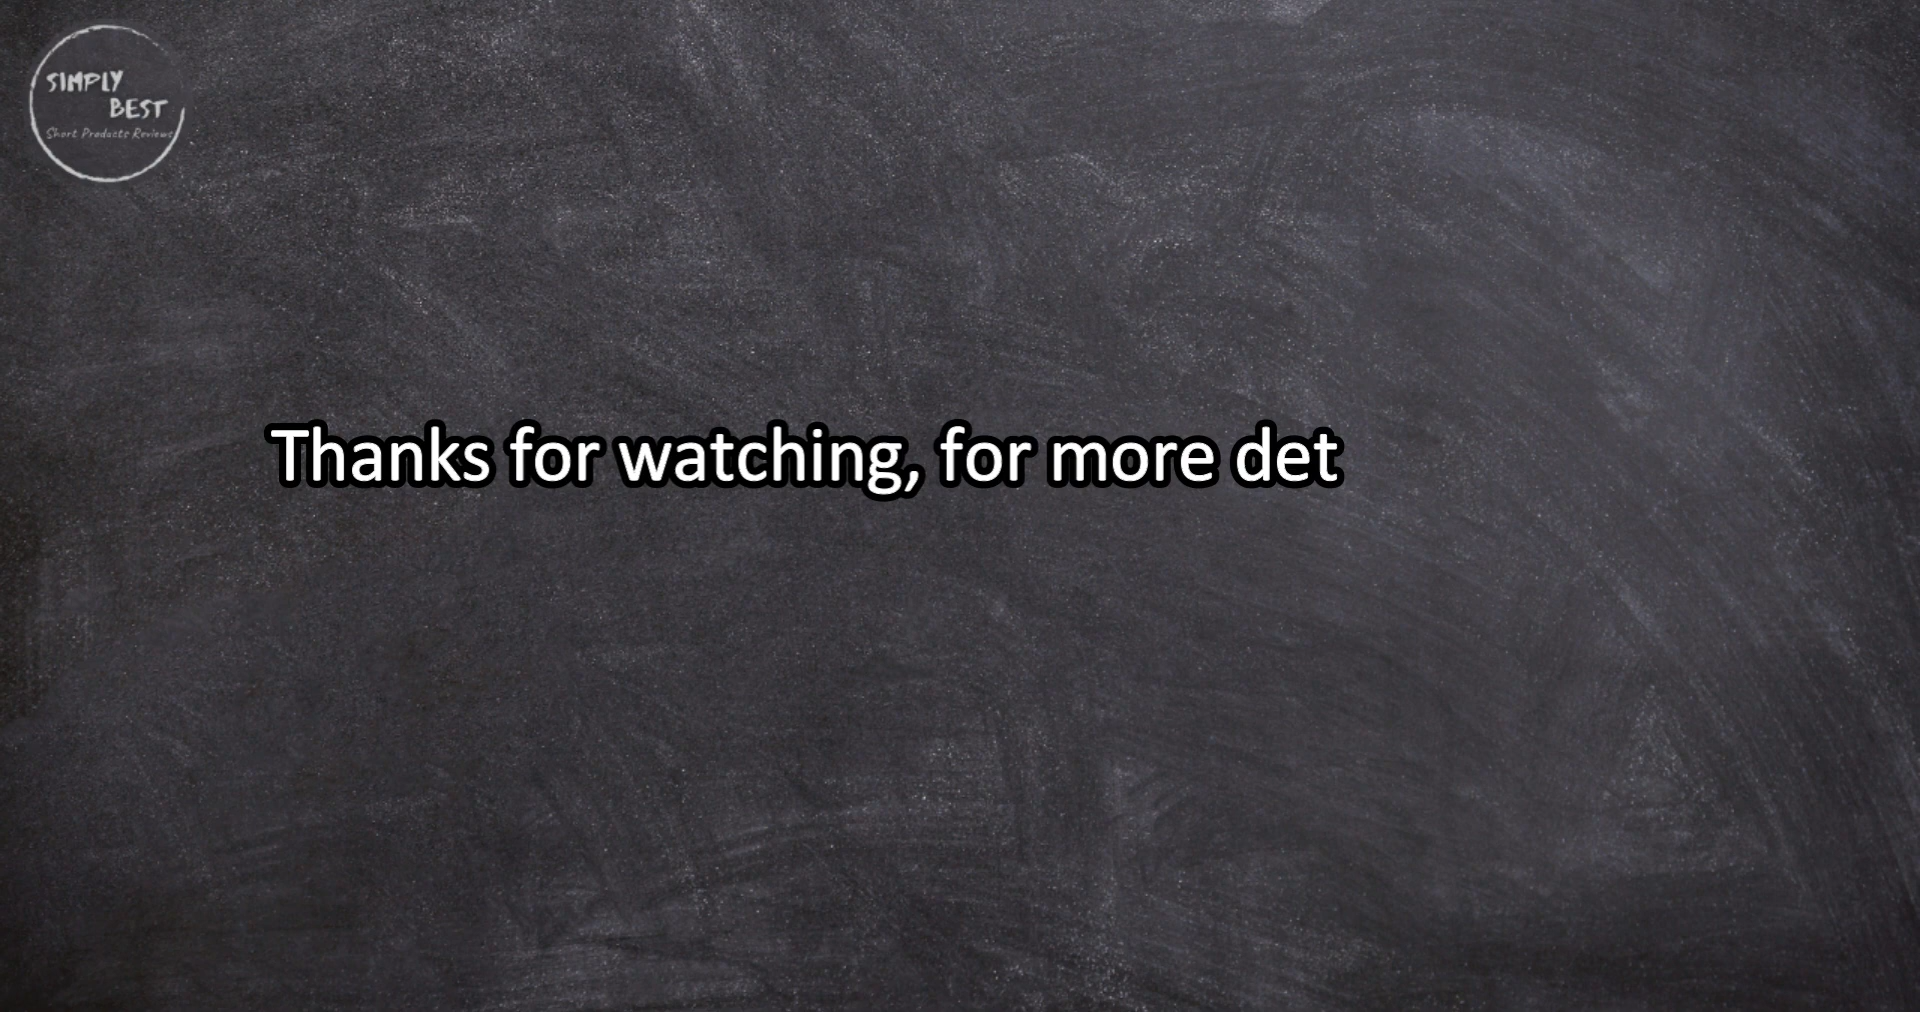 SIMPLY
BEST
Short Products Reviews
Thanks for watching, for more det